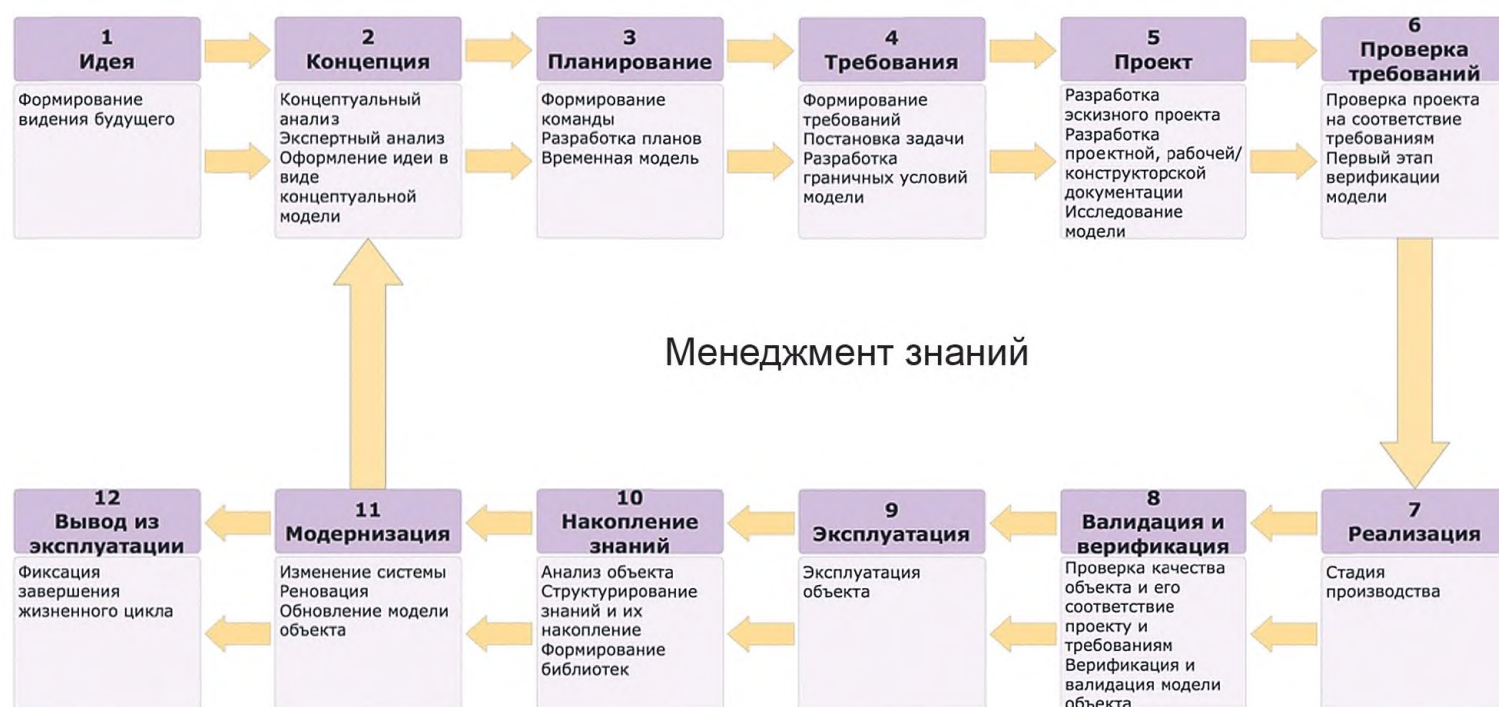 1
Идея
Формирование
видения будущего
2
Концепция
Концептуальный
анализ
Экспертный анализ
Оформление идеи в
виде
концептуальной
модели
3
Планирование
Формирование
команды
Разработка планов
Временная модель
4
Требования
Формирование
требований
Постановка задачи
Разработка
граничных условий
модели
5
Проект
Разработка
эскизного проекта
Разработка
проектной, рабочей/
конструкторской
документации
Исследование
модели
6
Проверка
требований
Проверка проекта
на соответствие
требованиям
Первый этап
верификации
модели
Менеджмент знаний
12
Вывод из
эксплуатации
Фиксация
завершения
жизненного цикла
11
Модернизация
Изменение системы
Реновация
Обновление модели
объекта
10
Накопление
знаний
Анализ объекта
Структурирование
знаний и их
накопление
Формирование
библиотек
9
Эксплуатация
Эксплуатация
объекта
8
Валидация и
верификация
Проверка качества
объекта и его
соответствие
проекту и
требованиям
Верификация и
валидация модели
объекта
7
Реализация
Стадия
производства